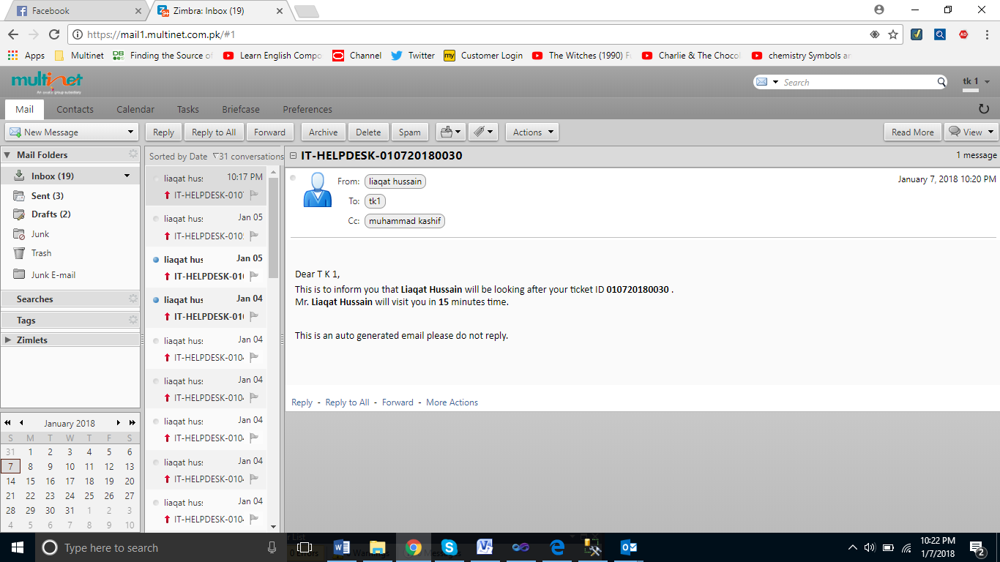 Facebook
Zimbra: Inbox (19)
https://mail1.multinet.com.pk/#1
Apps Multinet Finding the Source of Learn English Compo Channel Twitter my Customer Login The Witches (1990) F Charlie & The Chocol chemistry Symbols an
multinet
Search
tk 1
Mail Contacts Calendar Tasks Briefcase Preferences
New Message Reply Reply to All Forward Archive Delete Spam Actions Read More View
Mail Folders
Inbox (19)
Sent (3)
Drafts (2)
Junk
Trash
Junk E-mail
Searches
Tags
Zimlets
January 2018
S M T W T F S
31 1 2 3 4 5 6
7 8 9 10 11 12 13
14 15 16 17 18 19 20
21 22 23 24 25 26 27
28 29 30 31 1 2 3
4 5 6 7 8 9 10
Sorted by Date 31 conversations
liaqat hus 10:17 PM
IT-HELPDESK-010
liaqat hus Jan 05
IT-HELPDESK-010
liaqat hus Jan 05
IT-HELPDESK-01
liaqat hus Jan 04
IT-HELPDESK-01
liaqat hus Jan 04
IT-HELPDESK-010
liaqat hus Jan 04
IT-HELPDESK-010
liaqat hus Jan 04
IT-HELPDESK-010
liaqat hus Jan 04
IT-HELPDESK-010
liaqat hus Jan 04
IT-HELPDESK-010
IT-HELPDESK-010720180030
1 message
From: liaqat hussain
January 7, 2018 10:20 PM
To: tk1
Cc: muhammad kashif
Dear T K 1,
This is to inform you that Liaqat Hussain will be looking after your ticket ID 010720180030 .
Mr. Liaqat Hussain will visit you in 15 minutes time.
This is an auto generated email please do not reply.
Reply - Reply to All - Forward - More Actions
Type here to search
0 Errors
10:22 PM
1/7/2018
2